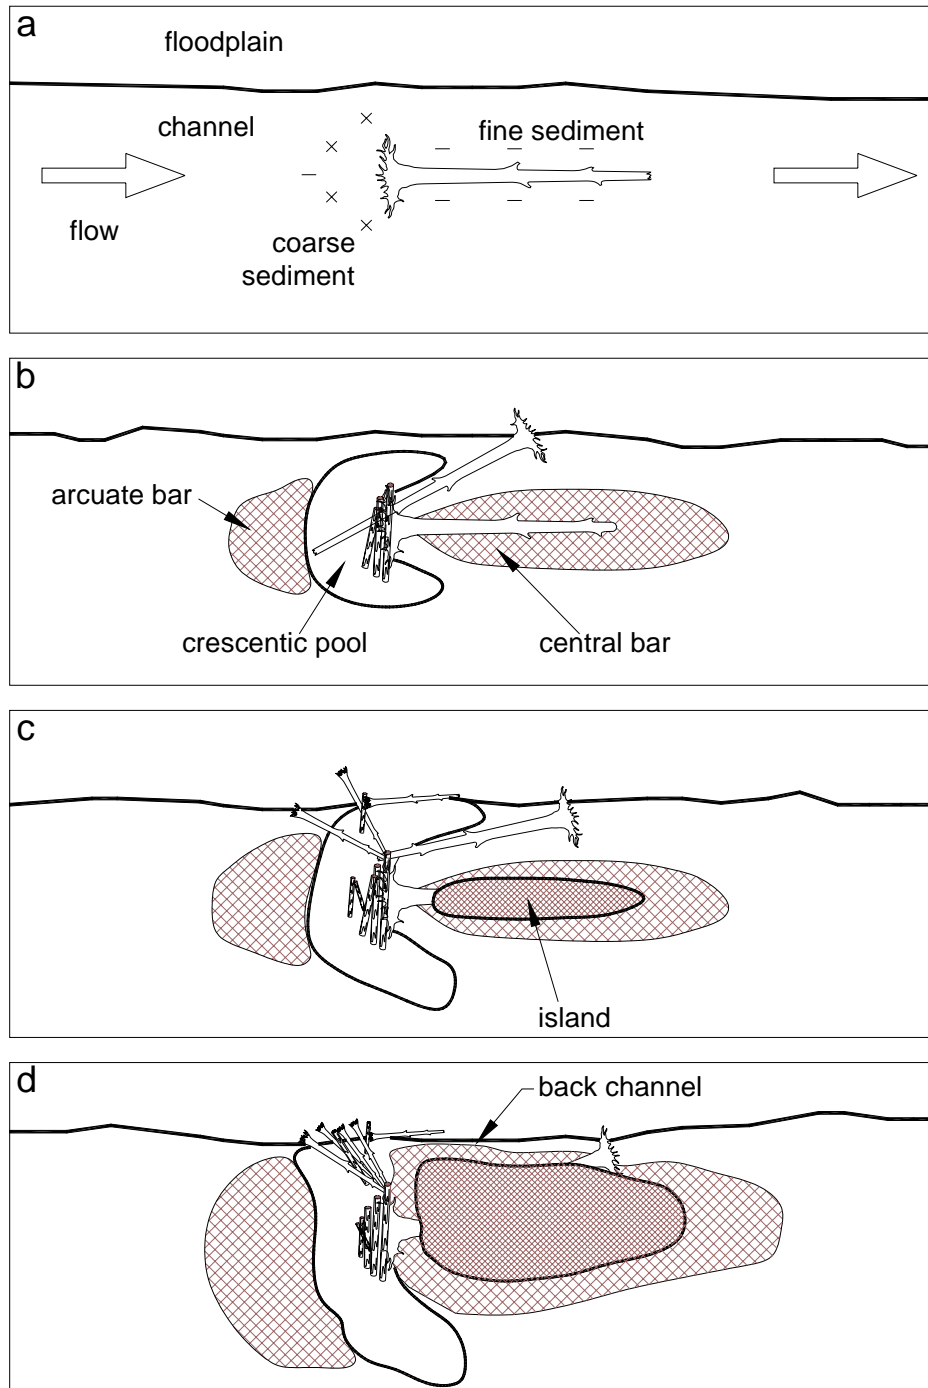 a
floodplain
channel
fine sediment
flow
coarse
sediment
b
arcuate bar
crescentic pool
central bar
c
island
d
back channel